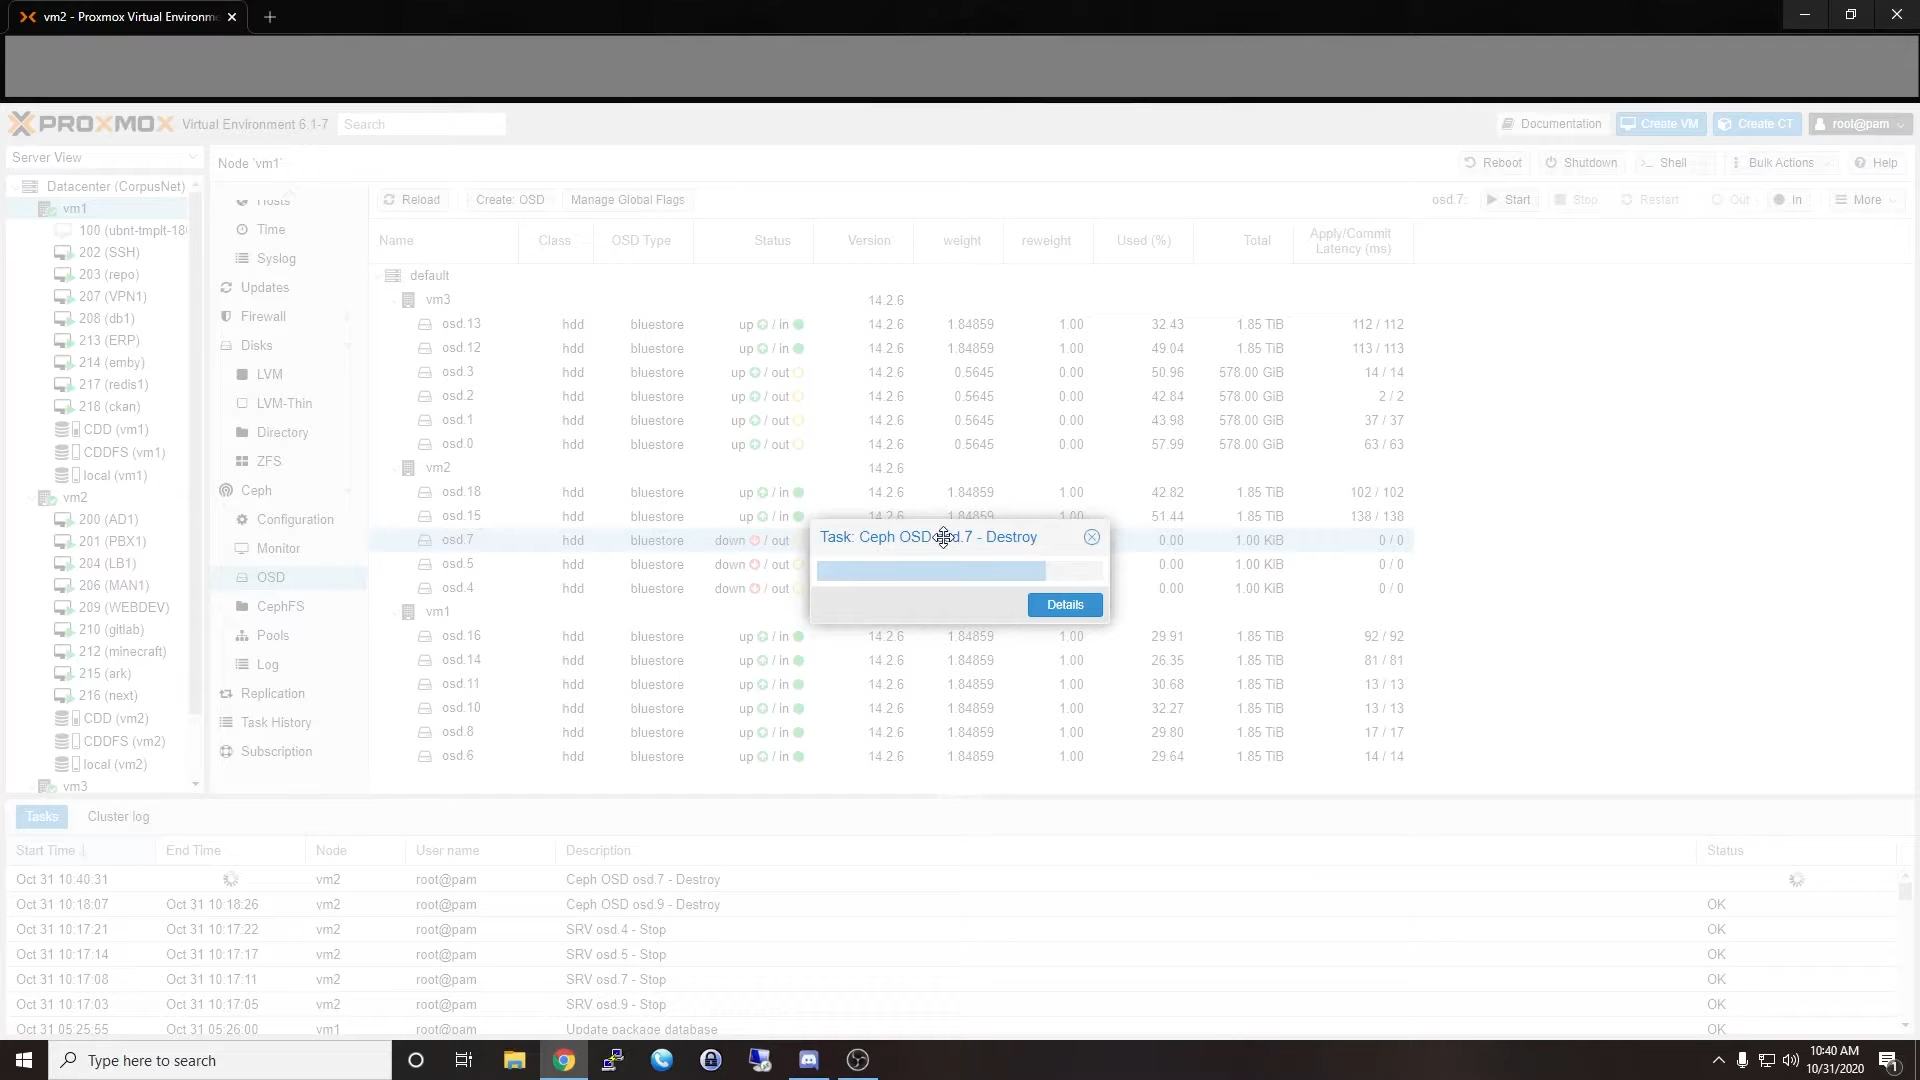 vm2 - Proxmox Virtual Environm
PROXMOX Virtual Environment 6.1-7 Search
Documentation Create VM Create CT root@pam
Server View
Node 'vm1'
Reboot Shutdown Shell Bulk Actions Help
Datacenter (CorpusNet)
vm1
100 (ubnt-tmplt-18
202 (SSH)
203 (repo)
207 (VPN1)
208 (db1)
213 (ERP)
214 (emby)
217 (redis1)
218 (ckan)
CDD (vm1)
CDDFS (vm1)
local (vm1)
vm2
200 (AD1)
201 (PBX1)
204 (LB1)
206 (MAN1)
209 (WEBDEV)
210 (gitlab)
212 (minecraft)
215 (ark)
216 (next)
CDD (vm2)
CDDFS (vm2)
local (vm2)
vm3
Hosts
Time
Syslog
Updates
Firewall
Disks
LVM
LVM-Thin
Directory
ZFS
Ceph
Configuration
Monitor
OSD
CephFS
Pools
Log
Replication
Task History
Subscription
Reload Create: OSD Manage Global Flags
osd.7: Start Stop Restart Out In More
Name Class OSD Type Status Version weight reweight Used (%) Total Apply/Commit
Latency (ms)
default
vm3 14.2.6
osd.13 hdd bluestore up / in 14.2.6 1.84859 1.00 32.43 1.85 TiB 112 / 112
osd.12 hdd bluestore up / in 14.2.6 1.84859 1.00 49.04 1.85 TiB 113 / 113
osd.3 hdd bluestore up / out 14.2.6 0.5645 0.00 50.96 578.00 GiB 14 / 14
osd.2 hdd bluestore up / out 14.2.6 0.5645 0.00 42.84 578.00 GiB 2 / 2
osd.1 hdd bluestore up / out 14.2.6 0.5645 0.00 43.98 578.00 GiB 37 / 37
osd.0 hdd bluestore up / out 14.2.6 0.5645 0.00 57.99 578.00 GiB 63 / 63
vm2 14.2.6
osd.18 hdd bluestore up / in 14.2.6 1.84859 1.00 42.82 1.85 TiB 102 / 102
osd.15 hdd bluestore up / in 14.2.6 1.84859 1.00 51.44 1.85 TiB 138 / 138
osd.7 hdd bluestore down / out 0.00 1.00 KiB 0 / 0
osd.5 hdd bluestore down / out 0.00 1.00 KiB 0 / 0
osd.4 hdd bluestore down / out 0.00 1.00 KiB 0 / 0
vm1
osd.16 hdd bluestore up / in 14.2.6 1.84859 1.00 29.91 1.85 TiB 92 / 92
osd.14 hdd bluestore up / in 14.2.6 1.84859 1.00 26.35 1.85 TiB 81 / 81
osd.11 hdd bluestore up / in 14.2.6 1.84859 1.00 30.68 1.85 TiB 13 / 13
osd.10 hdd bluestore up / in 14.2.6 1.84859 1.00 32.27 1.85 TiB 13 / 13
osd.8 hdd bluestore up / in 14.2.6 1.84859 1.00 29.80 1.85 TiB 17 / 17
osd.6 hdd bluestore up / in 14.2.6 1.84859 1.00 29.64 1.85 TiB 14 / 14
Task: Ceph OSD osd.7 - Destroy
Details
Tasks Cluster log
Start Time End Time Node User name Description Status
Oct 31 10:40:31 vm2 root@pam Ceph OSD osd.7 - Destroy
Oct 31 10:18:07 Oct 31 10:18:26 vm2 root@pam Ceph OSD osd.9 - Destroy OK
Oct 31 10:17:21 Oct 31 10:17:22 vm2 root@pam SRV osd.4 - Stop OK
Oct 31 10:17:14 Oct 31 10:17:17 vm2 root@pam SRV osd.5 - Stop OK
Oct 31 10:17:08 Oct 31 10:17:11 vm2 root@pam SRV osd.7 - Stop OK
Oct 31 10:17:03 Oct 31 10:17:05 vm2 root@pam SRV osd.9 - Stop OK
Oct 31 05:25:55 Oct 31 05:26:00 vm1 root@pam Update package database OK
Type here to search
10:40 AM
10/31/2020
1